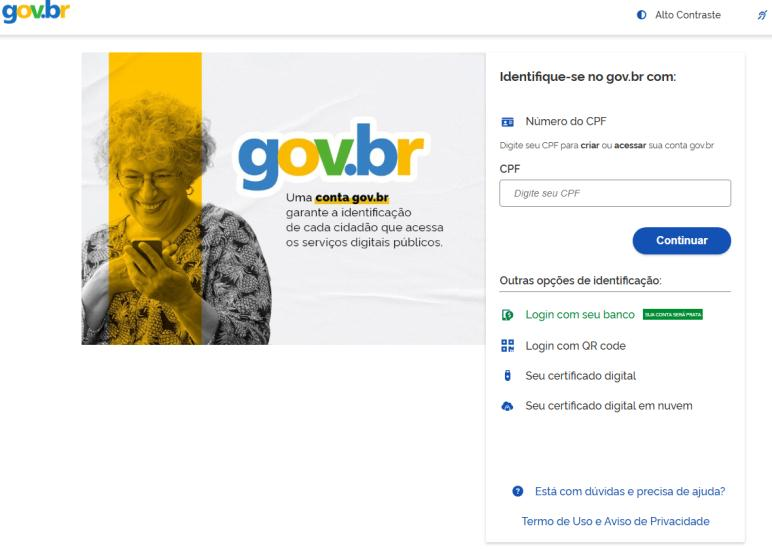 gov.br
Alto Contraste
gov.br
Uma conta gov.br
garante a identificação
de cada cidadão que acessa
os serviços digitais públicos.
Identifique-se no gov.br com:
Número do CPF
Digite seu CPF para criar ou acessar sua conta gov.br
CPF
Digite seu CPF
Continuar
Outras opções de identificação:
Login com seu banco SUA CONTA SERÁ PRATA
Login com QR code
Seu certificado digital
Seu certificado digital em nuvem
Está com dúvidas e precisa de ajuda?
Termo de Uso e Aviso de Privacidade